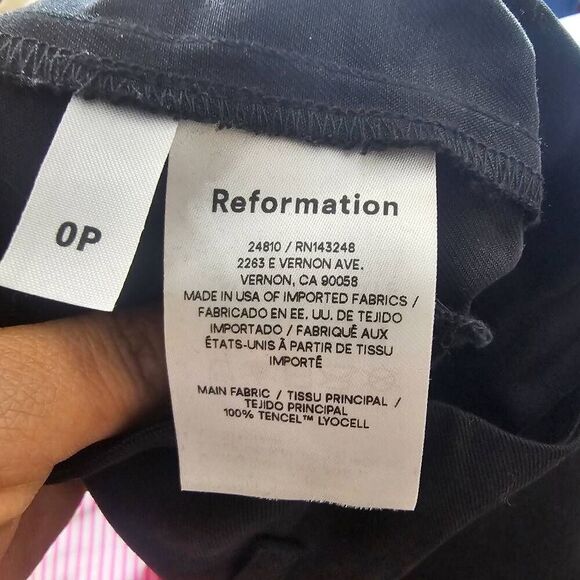 0P
Reformation
24810 / RN143248
2263 E VERNON AVE.
VERNON, CA 90058
MADE IN USA OF IMPORTED FABRICS /
FABRICADO EN EE. UU. DE TEJIDO
IMPORTADO / FABRIQUÉ AUX
ÉTATS-UNIS À PARTIR DE TISSU
IMPORTÉ
MAIN FABRIC / TISSU PRINCIPAL /
TEJIDO PRINCIPAL
100% TENCEL™ LYOCELL